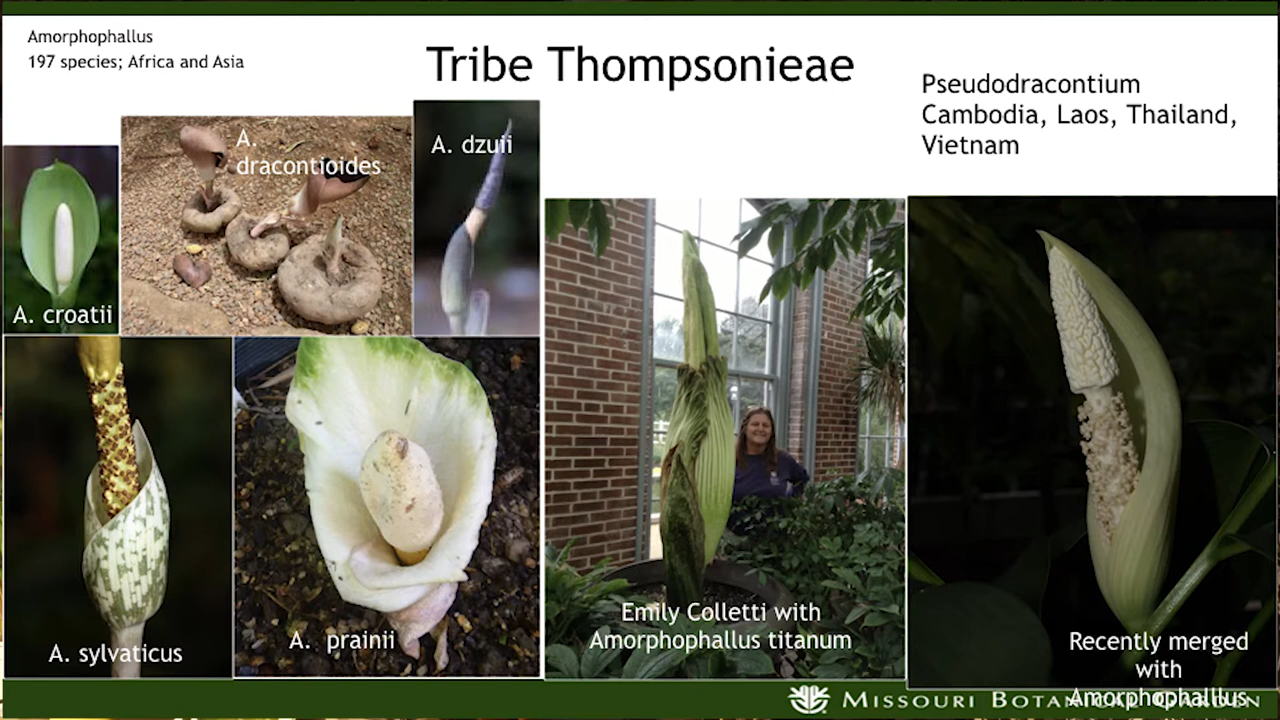 Amorphophallus
197 species; Africa and Asia
Tribe Thompsonieae
Pseudodracontium
Cambodia, Laos, Thailand,
Vietnam
A. croatii
A.
dracontioides
A. dzuii
A. sylvaticus
A. prainii
Emily Colletti with
Amorphophallus titanum
Recently merged
with
Amorphophalllus
MISSOURI BOTANICAL GARDEN